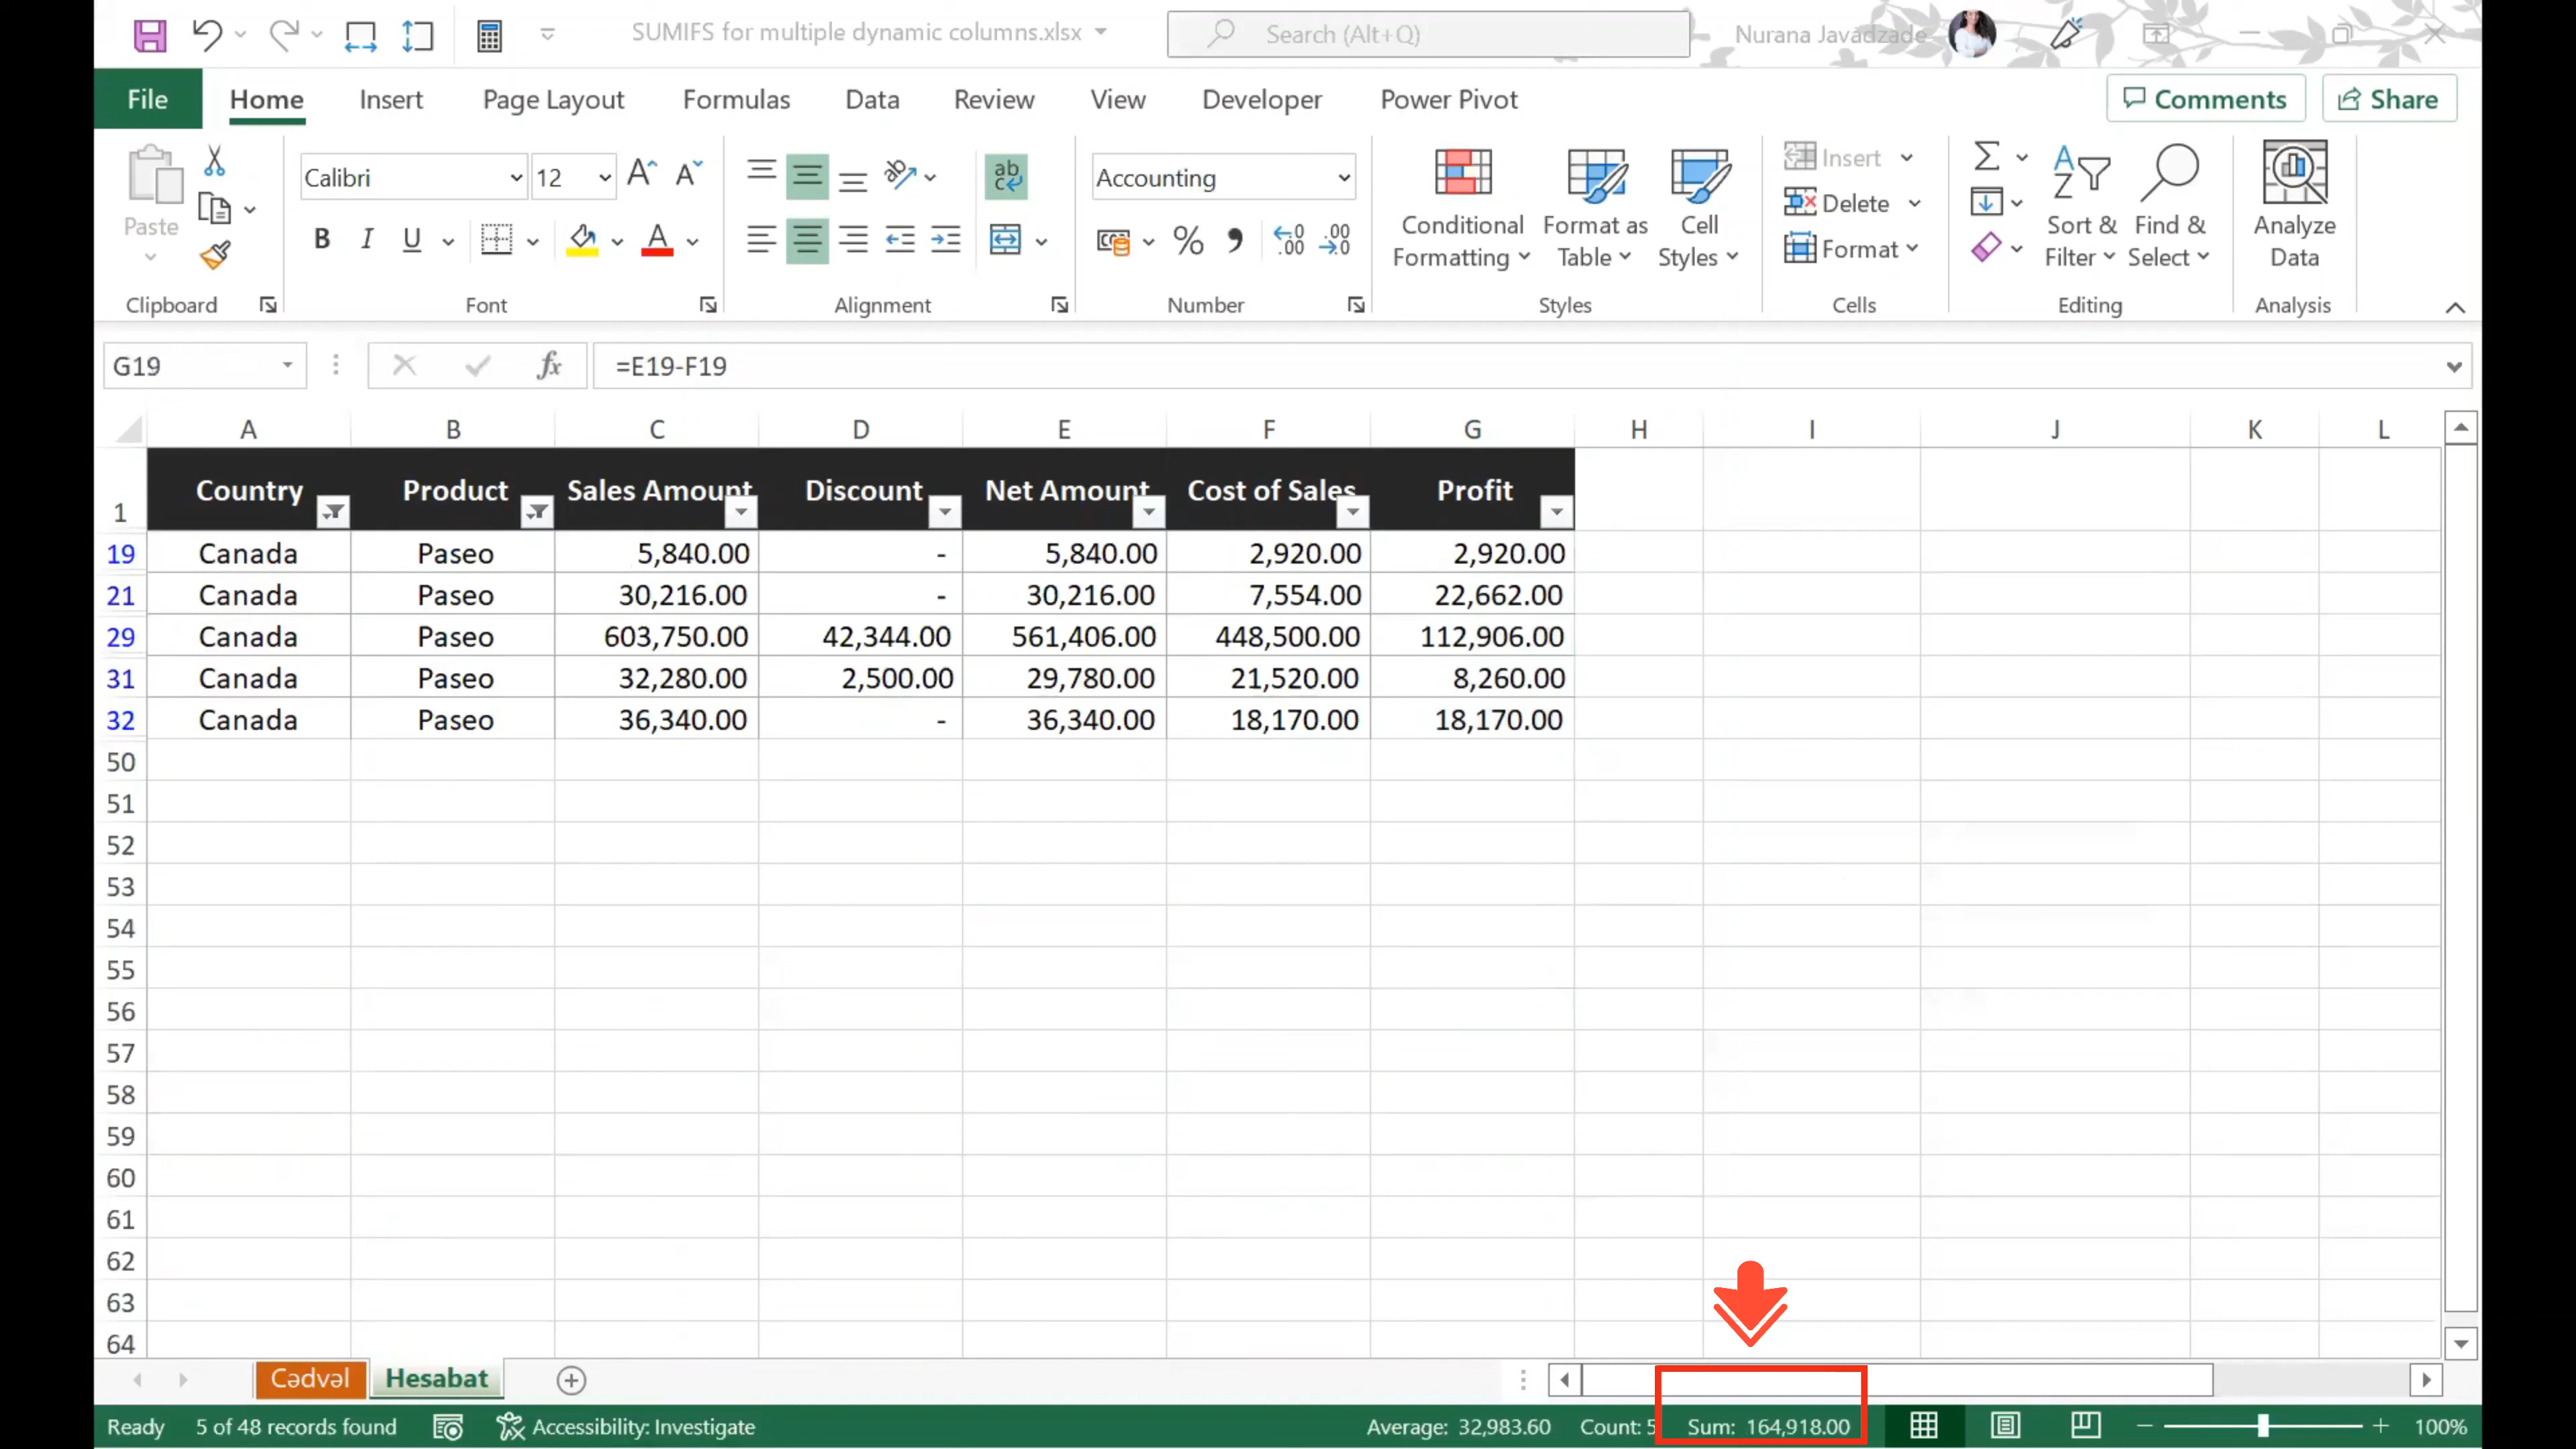 SUMIFS for multiple dynamic columns.xlsx
Search (Alt+Q)
Nurana Javadzade
File Home Insert Page Layout Formulas Data Review View Developer Power Pivot Comments Share
Paste
Calibri 12
B I U
ab c
Accounting
Conditional Formatting
Format as Table
Cell Styles
Insert
Delete
Format
Sort & Filter
Find & Select
Analyze Data
Clipboard Font Alignment Number Styles Cells Editing Analysis
G19 fx =E19-F19
A B C D E F G H I J K L
1 Country Product Sales Amount Discount Net Amount Cost of Sales Profit
19 Canada Paseo 5,840.00 - 5,840.00 2,920.00 2,920.00
21 Canada Paseo 30,216.00 - 30,216.00 7,554.00 22,662.00
29 Canada Paseo 603,750.00 42,344.00 561,406.00 448,500.00 112,906.00
31 Canada Paseo 32,280.00 2,500.00 29,780.00 21,520.00 8,260.00
32 Canada Paseo 36,340.00 - 36,340.00 18,170.00 18,170.00
50
51
52
53
54
55
56
57
58
59
60
61
62
63
64
Cədvəl Hesabat
Ready 5 of 48 records found Accessibility: Investigate Average: 32,983.60 Count: 5 Sum: 164,918.00 100%